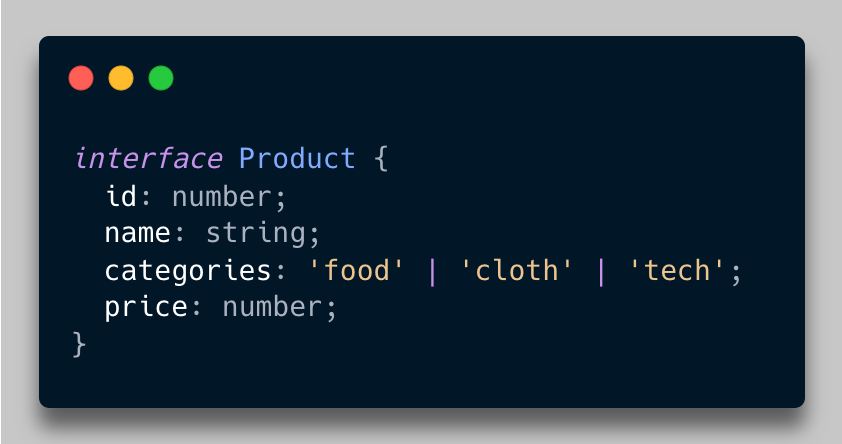 interface Product {
  id: number;
  name: string;
  categories: 'food' | 'cloth' | 'tech';
  price: number;
}